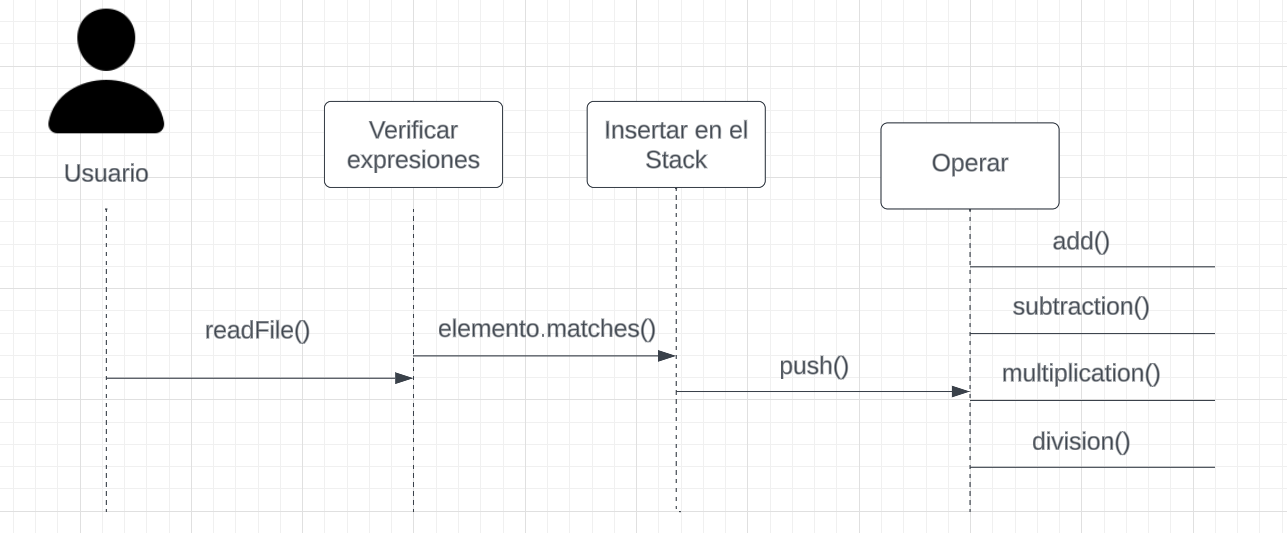 Usuario
Verificar
expresiones
Insertar en el
Stack
Operar
add()
subtraction()
readFile()
elemento.matches()
push()
multiplication()
division()